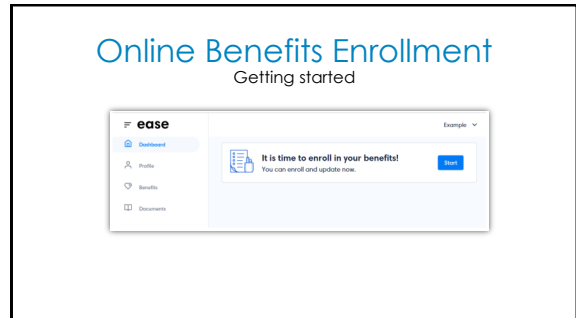 Online Benefits Enrollment
Getting started
ease
Example
Dashboard
It is time to enroll in your benefits!
You can enroll and update now.
Start
Profile
Benefits
Documents